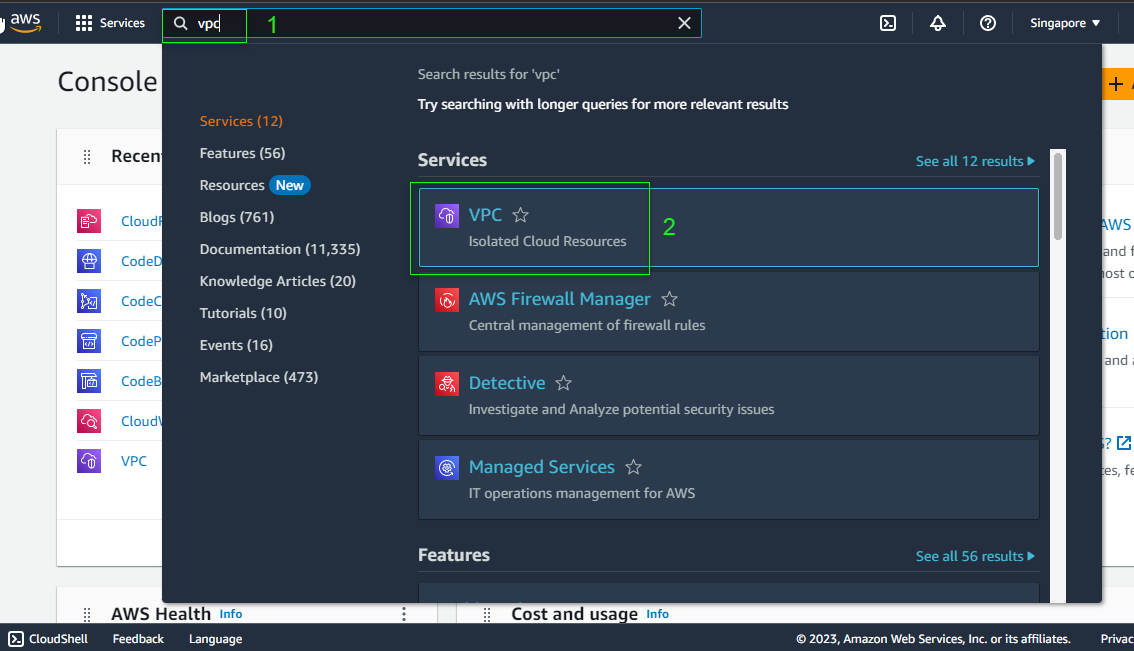 aws Services vpc 1 Singapore
Console
Search results for 'vpc'
Try searching with longer queries for more relevant results
Services (12)
Features (56)
Resources New
Blogs (761)
Documentation (11,335)
Knowledge Articles (20)
Tutorials (10)
Events (16)
Marketplace (473)
Services See all 12 results
VPC 2
Isolated Cloud Resources
AWS Firewall Manager
Central management of firewall rules
Detective
Investigate and Analyze potential security issues
Managed Services
IT operations management for AWS
Features See all 56 results
Recen
CloudF
CodeD
CodeC
CodeP
CodeB
CloudW
VPC
AWS
and f
ost c
tion
and a
S?
es, fe
AWS Health Info
Cost and usage Info
CloudShell Feedback Language © 2023, Amazon Web Services, Inc. or its affiliates. Privac